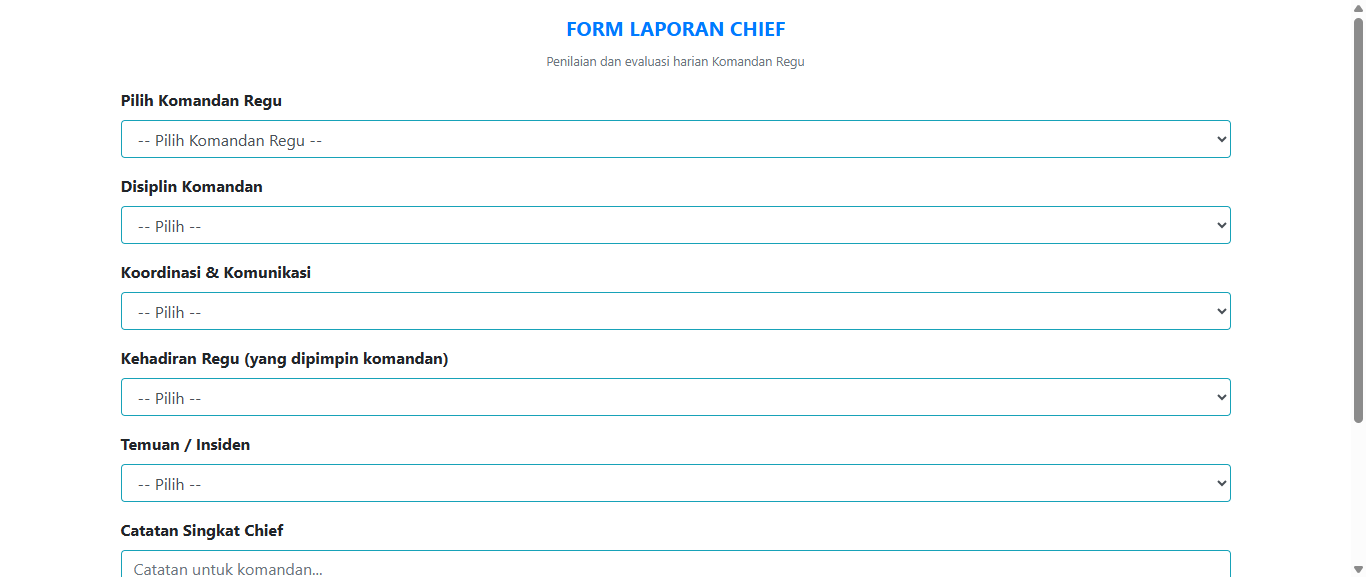 FORM LAPORAN CHIEF
Penilaian dan evaluasi harian Komandan Regu
Pilih Komandan Regu
-- Pilih Komandan Regu --
Disiplin Komandan
-- Pilih --
Koordinasi & Komunikasi
-- Pilih --
Kehadiran Regu (yang dipimpin komandan)
-- Pilih --
Temuan / Insiden
-- Pilih --
Catatan Singkat Chief
Catatan untuk komandan...